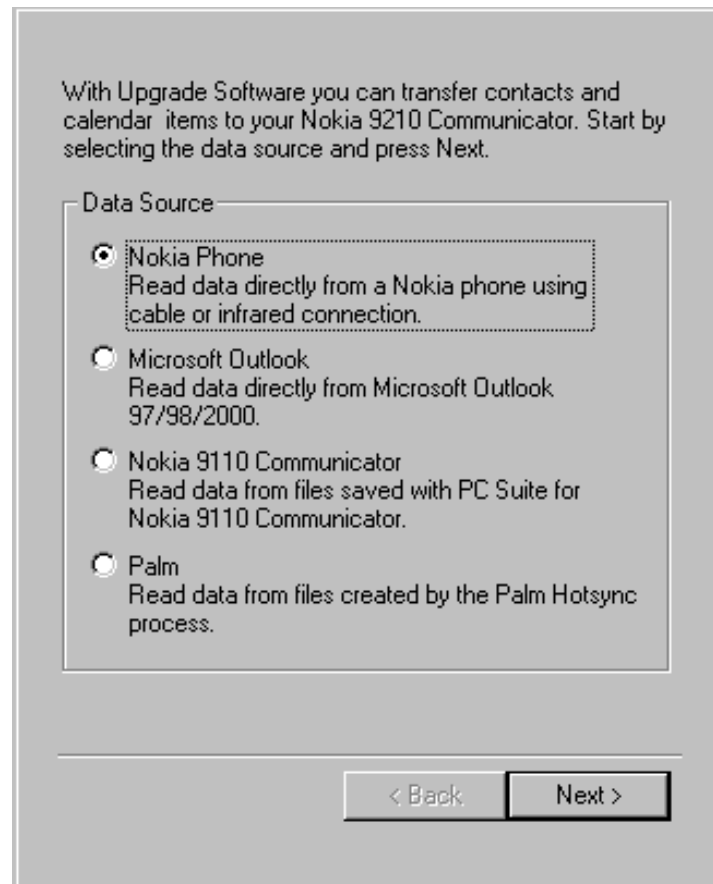 With Upgrade Software you can transfer contacts and
calendar  items to your Nokia 9210 Communicator. Start by
selecting the data source and press Next.
Data Source
Nokia Phone
Read data directly from a Nokia phone using
cable or infrared connection.
Microsoft Outlook
Read data directly from Microsoft Outlook
97/98/2000.
Nokia 9110 Communicator
Read data from files saved with PC Suite for
Nokia 9110 Communicator.
Palm
Read data from files created by the Palm Hotsync
process.
< Back
Next >